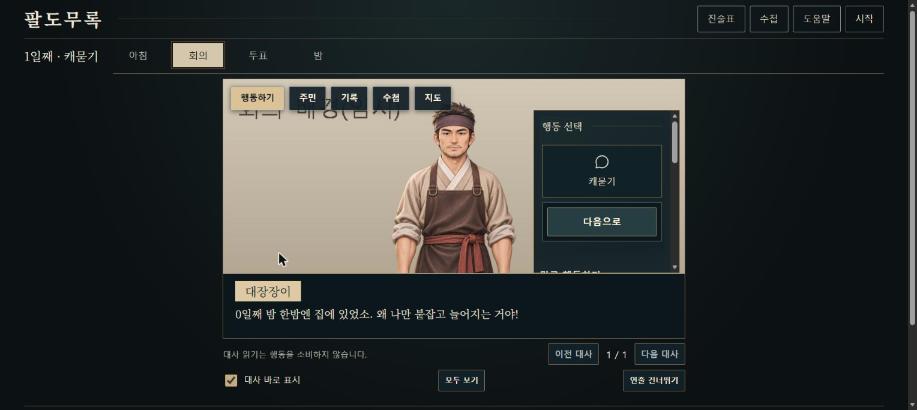 팔도무록
진술표 수첩 도움말 시작
1일째 · 캐묻기 아침 회의 투표 밤
행동하기 주민 기록 수첩 지도
회의 배경(임시)
행동 선택
캐묻기
다음으로
대장장이
0일째 밤 한밤엔 집에 있었소. 왜 나만 붙잡고 늘어지는 거야!
대사 읽기는 행동을 소비하지 않습니다.
이전 대사 1 / 1 다음 대사
대사 바로 표시 모두 보기 연출 건너뛰기